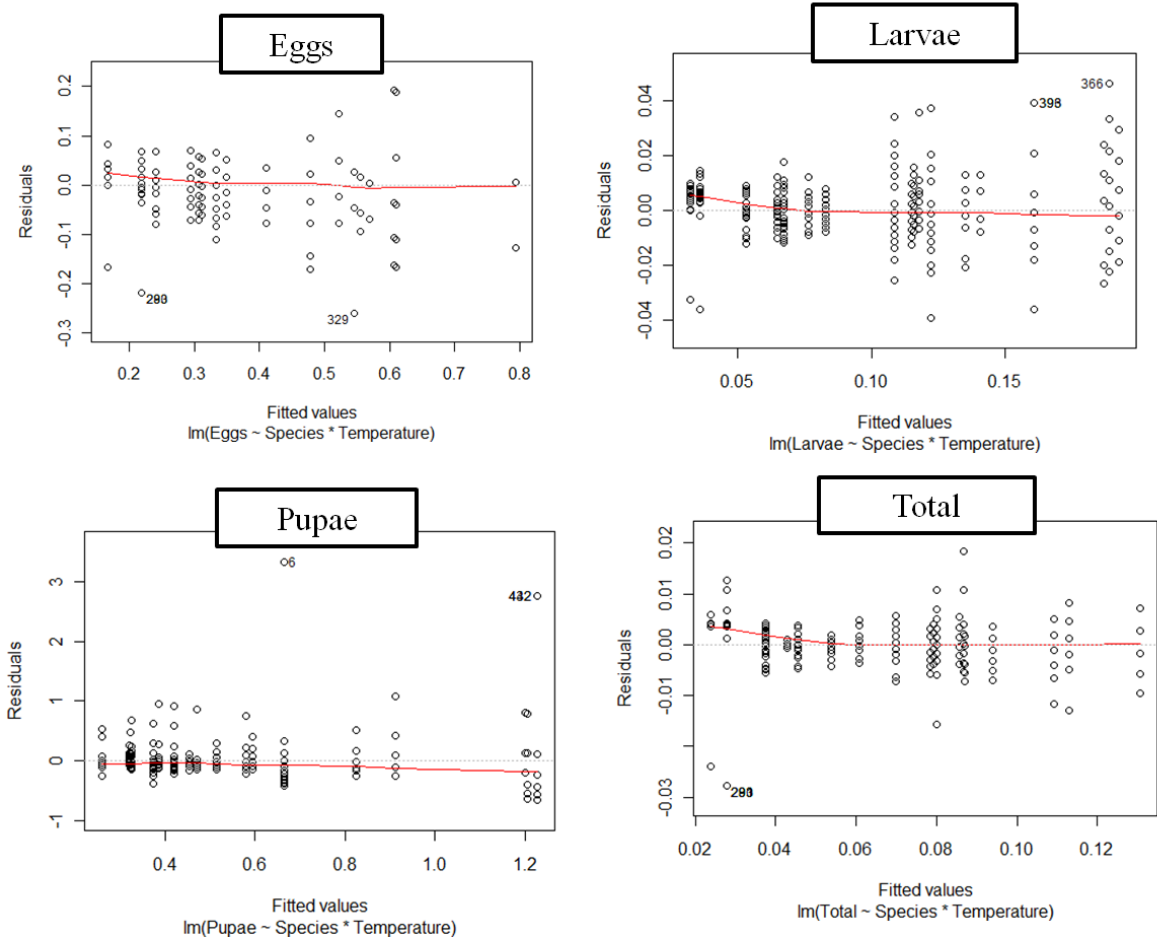 Eggs
0.2
0.1
0.0
-0.1
-0.2
-0.3
Residuals
329
0.2 0.3 0.4 0.5 0.6 0.7 0.8
Fitted values
lm(Eggs ~ Species * Temperature)
Larvae
0.04
0.02
0.00
-0.02
-0.04
Residuals
366
398
0.05 0.10 0.15
Fitted values
lm(Larvae ~ Species * Temperature)
Pupae
3
2
1
0
-1
Residuals
6
0.4 0.6 0.8 1.0 1.2
Fitted values
lm(Pupae ~ Species * Temperature)
Total
0.02
0.01
0.00
-0.01
-0.03
Residuals
0.02 0.04 0.06 0.08 0.10 0.12
Fitted values
lm(Total ~ Species * Temperature)